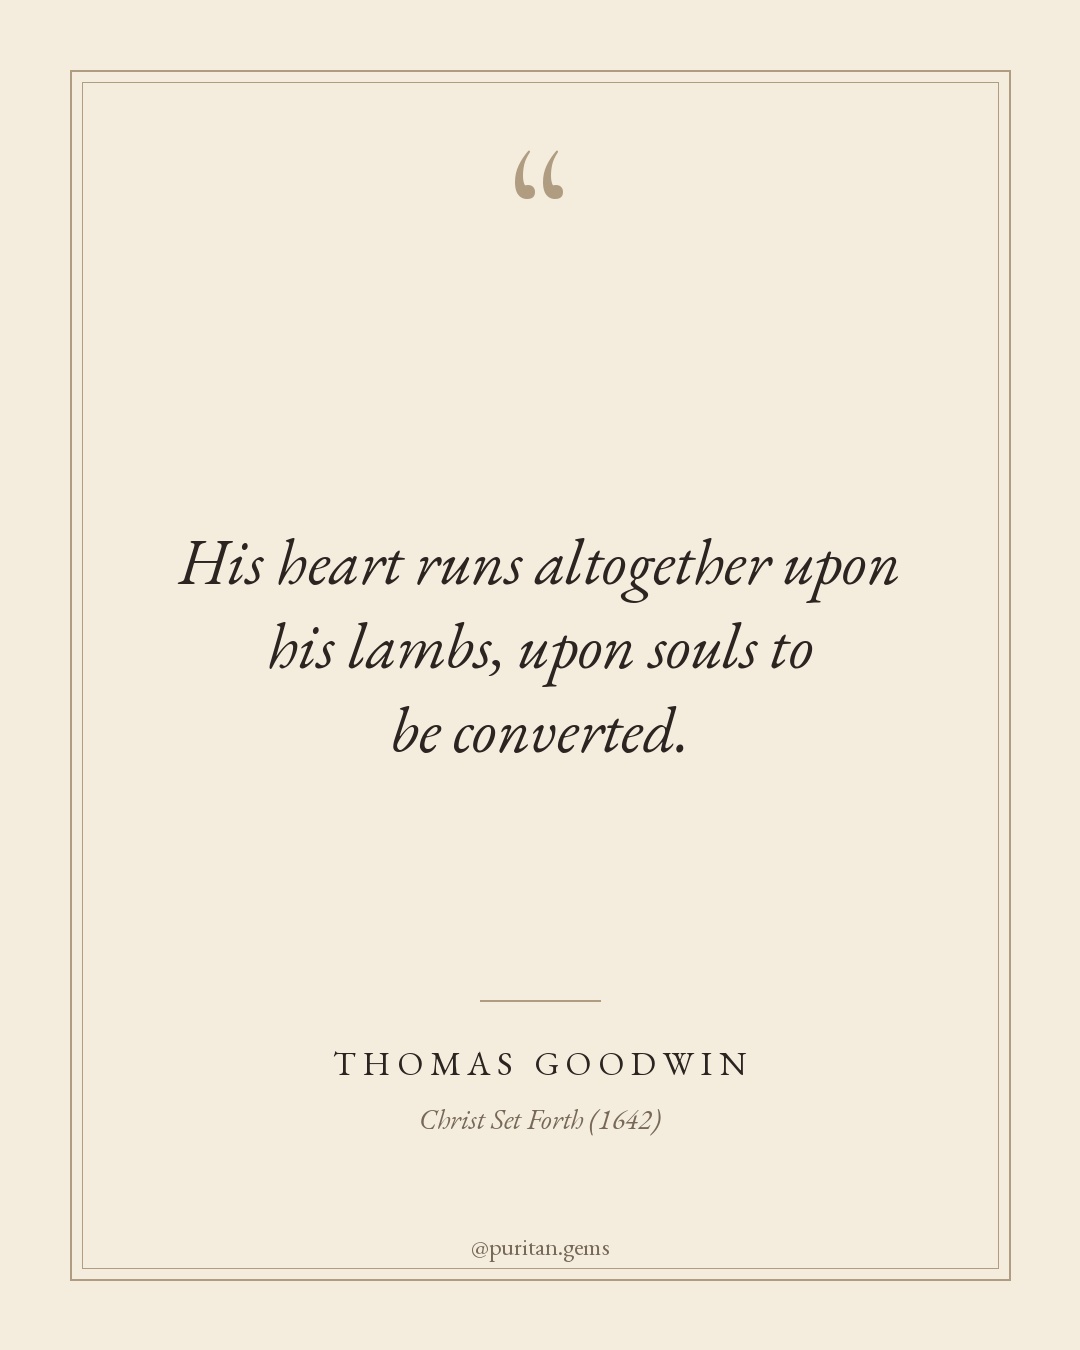 “
His heart runs altogether upon
his lambs, upon souls to
be converted.
THOMAS GOODWIN
Christ Set Forth (1642)
@puritan.gems